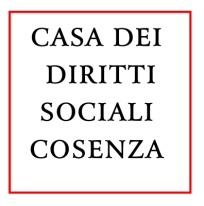 CASA DEI
DIRITTI
SOCIALI
COSENZA